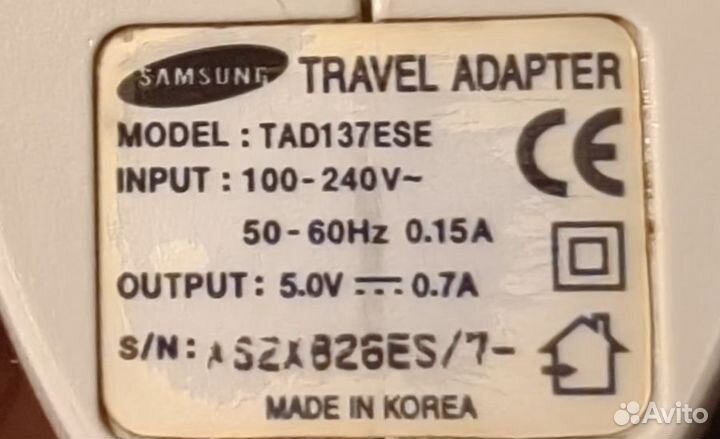 SAMSUNG TRAVEL ADAPTER
MODEL : TAD137ESE
INPUT : 100-240V~
50-60Hz 0.15A
OUTPUT : 5.0V ⎓ 0.7A
S/N:
MADE IN KOREA
CE
Avito